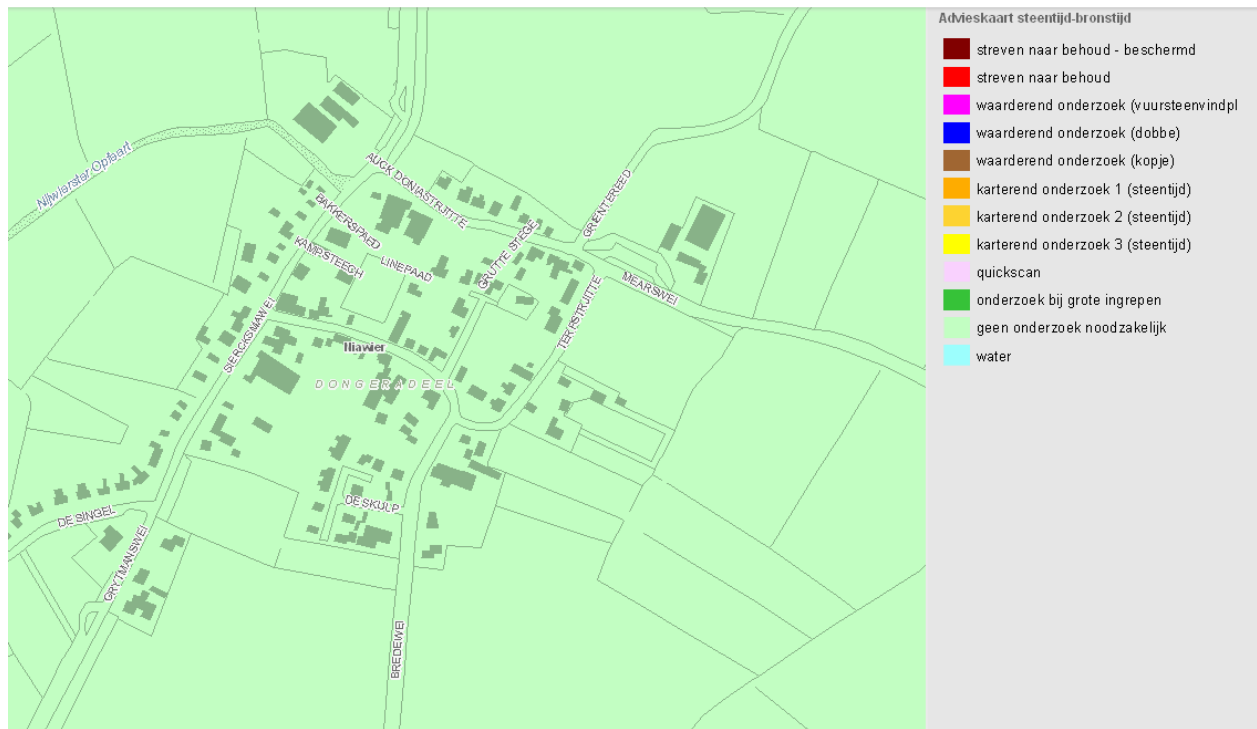 Advieskaart steentijd-bronstijd
streven naar behoud - beschermd
streven naar behoud
waarderend onderzoek (vuursteenvindpl
waarderend onderzoek (dobbe)
waarderend onderzoek (kopje)
karterend onderzoek 1 (steentijd)
karterend onderzoek 2 (steentijd)
karterend onderzoek 3 (steentijd)
quickscan
onderzoek bij grote ingrepen
geen onderzoek noodzakelijk
water
Nijwierster Opfeart
AUCK DONIASTRJITTE
BAKKERSPAED
KAMPSTEECH
LINEPAAD
GRUTTE STEGE
GRIENTEREED
MEARSWEI
TERPSTRJITTE
SIERCKSMAWEI
Niawier
DONGERADEEL
DE SKULP
DE SINGEL
GRYTMANSWEI
BREDEWEI